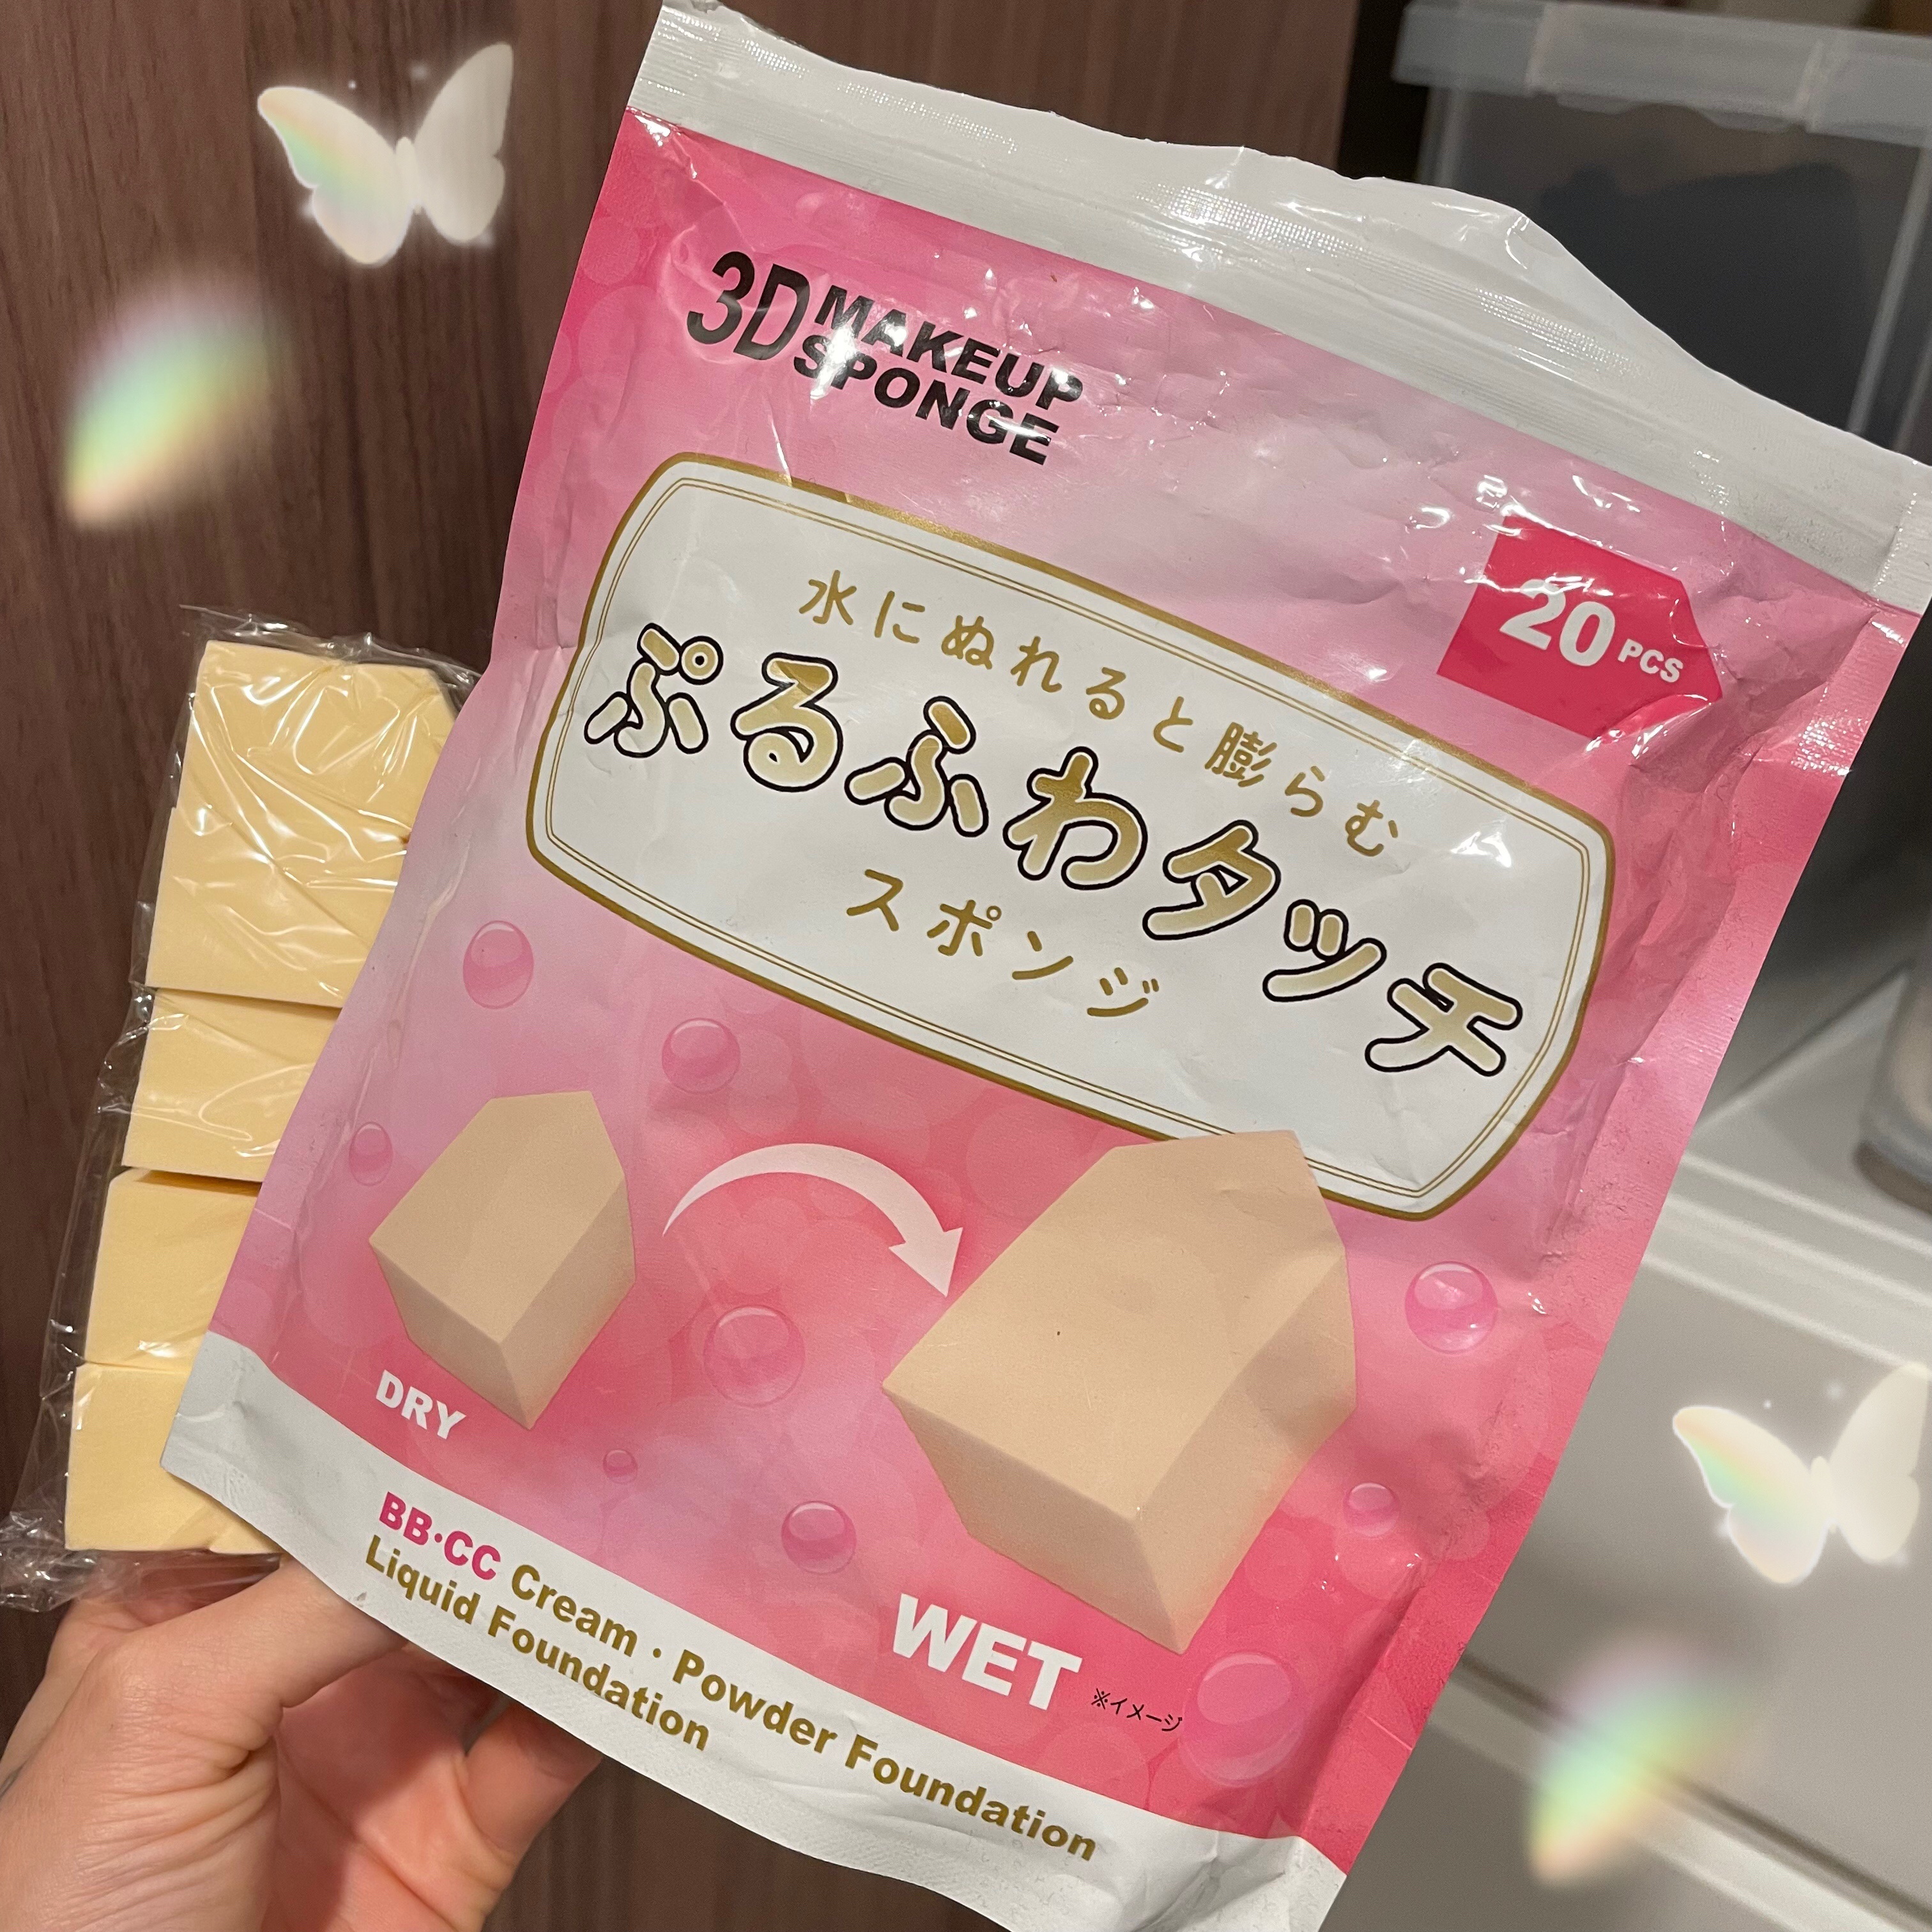 3D MAKEUP
SPONGE
20 PCS
水にぬれると膨らむ
ぷるふわタッチ
スポンジ
DRY
WET
※イメージ
BB・CC Cream・Powder Foundation
Liquid Foundation